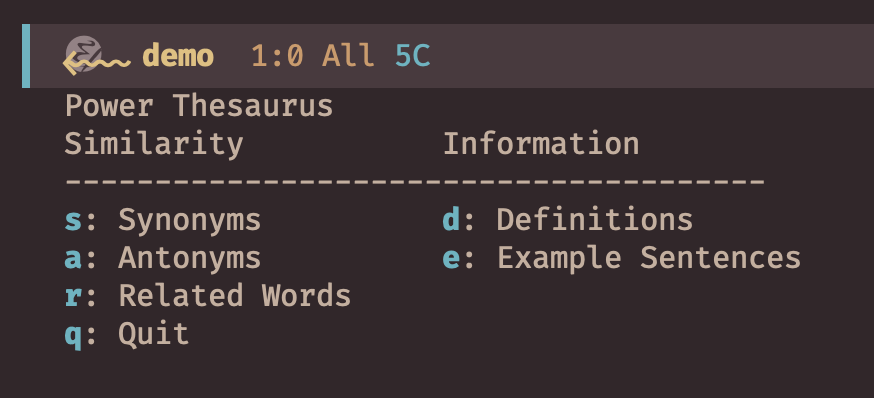 demo 1:0 All 5C
Power Thesaurus
Similarity Information
---------------------------------------
s: Synonyms d: Definitions
a: Antonyms e: Example Sentences
r: Related Words
q: Quit